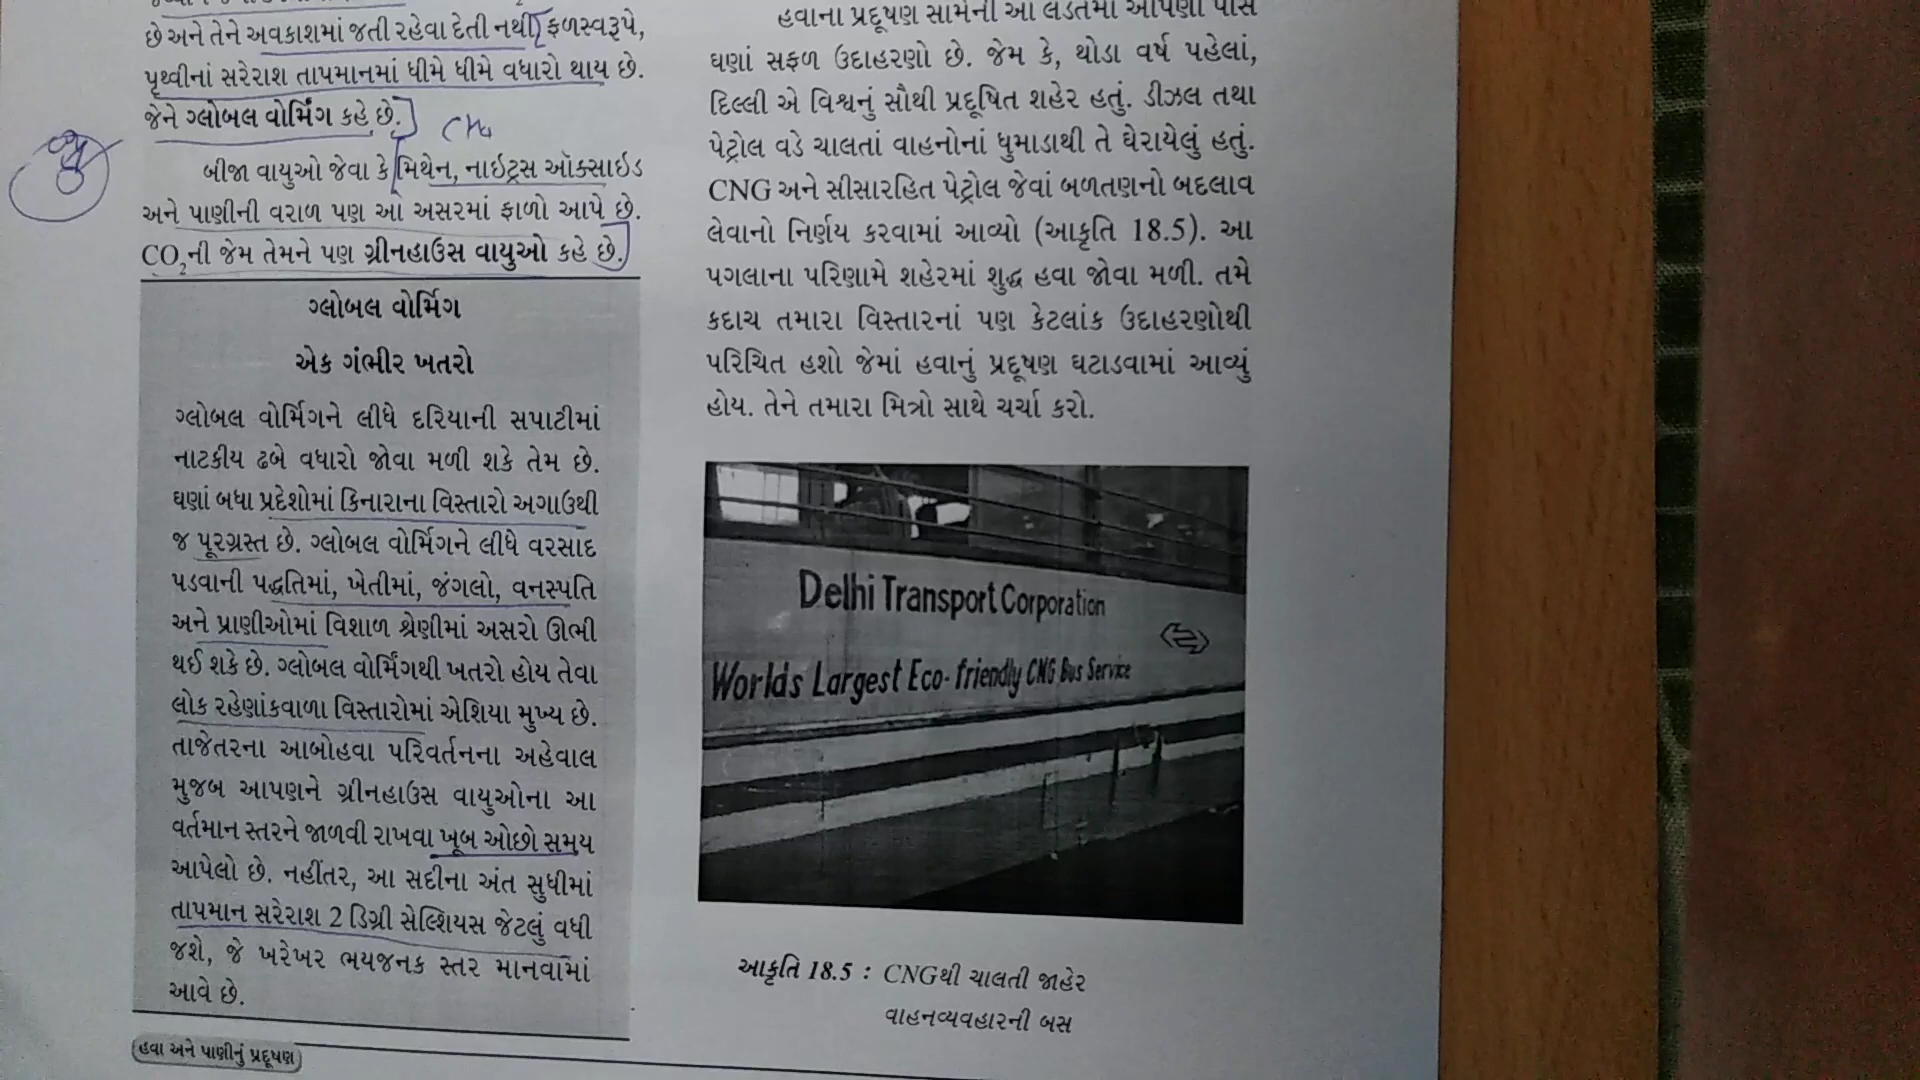 છે અને તેને અવકાશમાં જતી રહેવા દેતી નથી. ફળસ્વરૂપે,
પૃથ્વીનાં સરેરાશ તાપમાનમાં ધીમે ધીમે વધારો થાય છે.
જેને ગ્લોબલ વોર્મિંગ કહે છે.
CH4
બીજા વાયુઓ જેવા કે મિથેન, નાઇટ્રસ ઑક્સાઇડ
અને પાણીની વરાળ પણ આ અસરમાં ફાળો આપે છે.
CO₂ની જેમ તેમને પણ ગ્રીનહાઉસ વાયુઓ કહે છે.
ગ્લોબલ વોર્મિંગ
એક ગંભીર ખતરો
ગ્લોબલ વોર્મિંગને લીધે દરિયાની સપાટીમાં
નાટકીય ઢબે વધારો જોવા મળી શકે તેમ છે.
ઘણાં બધા પ્રદેશોમાં કિનારાના વિસ્તારો અગાઉથી
જ પૂરગ્રસ્ત છે. ગ્લોબલ વોર્મિંગને લીધે વરસાદ
પડવાની પદ્ધતિમાં, ખેતીમાં, જંગલો, વનસ્પતિ
અને પ્રાણીઓમાં વિશાળ શ્રેણીમાં અસરો ઊભી
થઈ શકે છે. ગ્લોબલ વોર્મિંગથી ખતરો હોય તેવા
લોક રહેણાંકવાળા વિસ્તારોમાં એશિયા મુખ્ય છે.
તાજેતરના આબોહવા પરિવર્તનના અહેવાલ
મુજબ આપણને ગ્રીનહાઉસ વાયુઓના આ
વર્તમાન સ્તરને જાળવી રાખવા ખૂબ ઓછો સમય
આપેલો છે. નહીંતર, આ સદીના અંત સુધીમાં
તાપમાન સરેરાશ 2 ડિગ્રી સેલ્શિયસ જેટલું વધી
જશે, જે ખરેખર ભયજનક સ્તર માનવામાં
આવે છે.
હવા અને પાણીનું પ્રદૂષણ
હવાના પ્રદૂષણ સામેની આ લડતમાં આપણી પાસે
ઘણાં સફળ ઉદાહરણો છે. જેમ કે, થોડા વર્ષ પહેલાં,
દિલ્લી એ વિશ્વનું સૌથી પ્રદૂષિત શહેર હતું. ડીઝલ તથા
પેટ્રોલ વડે ચાલતાં વાહનોનાં ધુમાડાથી તે ઘેરાયેલું હતું.
CNG અને સીસારહિત પેટ્રોલ જેવાં બળતણનો બદલાવ
લેવાનો નિર્ણય કરવામાં આવ્યો (આકૃતિ 18.5). આ
પગલાના પરિણામે શહેરમાં શુદ્ધ હવા જોવા મળી. તમે
કદાચ તમારા વિસ્તારનાં પણ કેટલાંક ઉદાહરણોથી
પરિચિત હશો જેમાં હવાનું પ્રદૂષણ ઘટાડવામાં આવ્યું
હોય. તેને તમારા મિત્રો સાથે ચર્ચા કરો.
Delhi Transport Corporation
Worlds Largest Eco-friendly CNG Bus Service
આકૃતિ 18.5 : CNGથી ચાલતી જાહેર
વાહનવ્યવહારની બસ